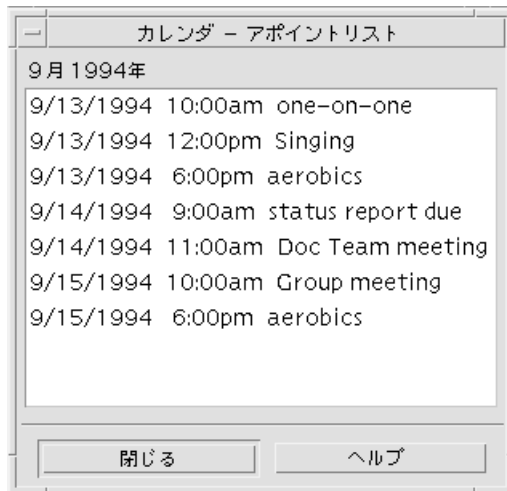 カレンダ – アポイントリスト
9月1994年
9/13/1994 10:00am one–on–one
9/13/1994 12:00pm Singing
9/13/1994 6:00pm aerobics
9/14/1994 9:00am status report due
9/14/1994 11:00am Doc Team meeting
9/15/1994 10:00am Group meeting
9/15/1994 6:00pm aerobics
閉じる
ヘルプ